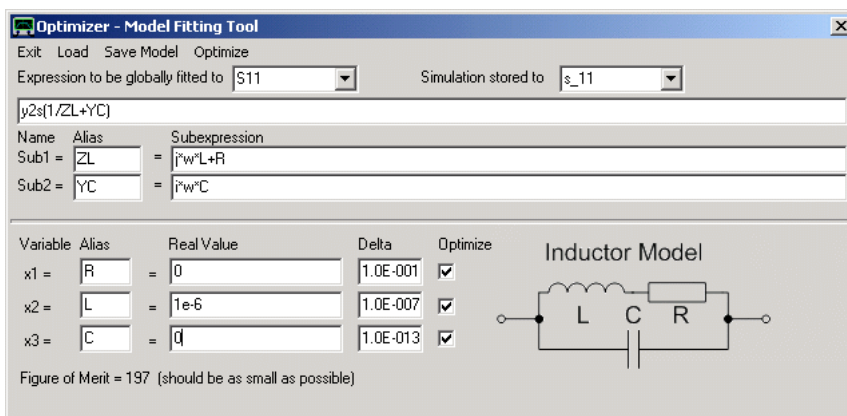 Optimizer - Model Fitting Tool
Exit Load Save Model Optimize
Expression to be globally fitted to S11 Simulation stored to s_11
y2s(1/ZL+YC)
Name Alias Subexpression
Sub1 = ZL = j*w*L+R
Sub2 = YC = j*w*C
Variable Alias Real Value Delta Optimize
x1 = R = 0 1.0E-001
x2 = L = 1e-6 1.0E-007
x3 = C = 0 1.0E-013
Inductor Model
L C R
Figure of Merit = 197 (should be as small as possible)